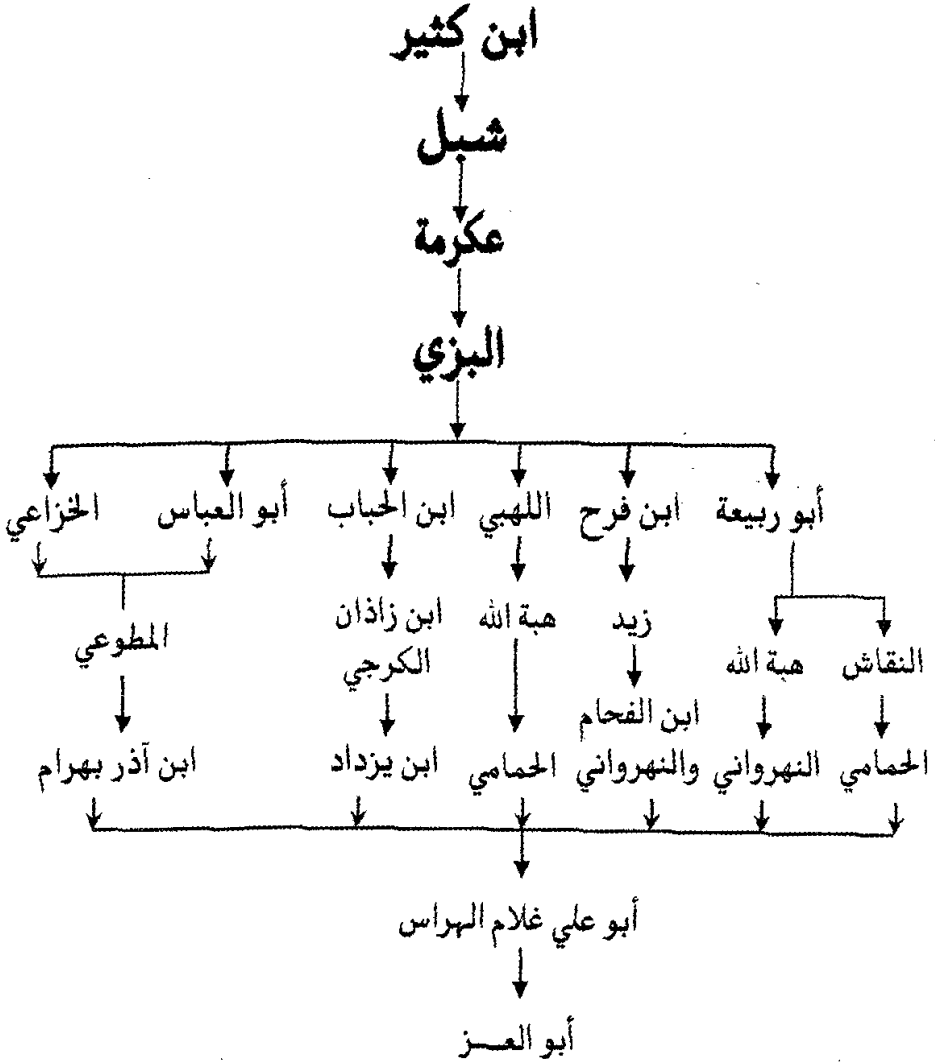 ابن كثير
شبل
عكرمة
البزي
أبو ربيعة
ابن فرح
اللهبي
ابن الحباب
أبو العباس
الخزاعي
النقاش
هبة الله
زيد
هبة الله
ابن زاذان
الكرجي
المطوعي
الحمامي
النهرواني
ابن الفحام
والنهرواني
الحمامي
ابن يزداد
ابن آذر بهرام
أبو علي غلام الهراس
أبو العـــز